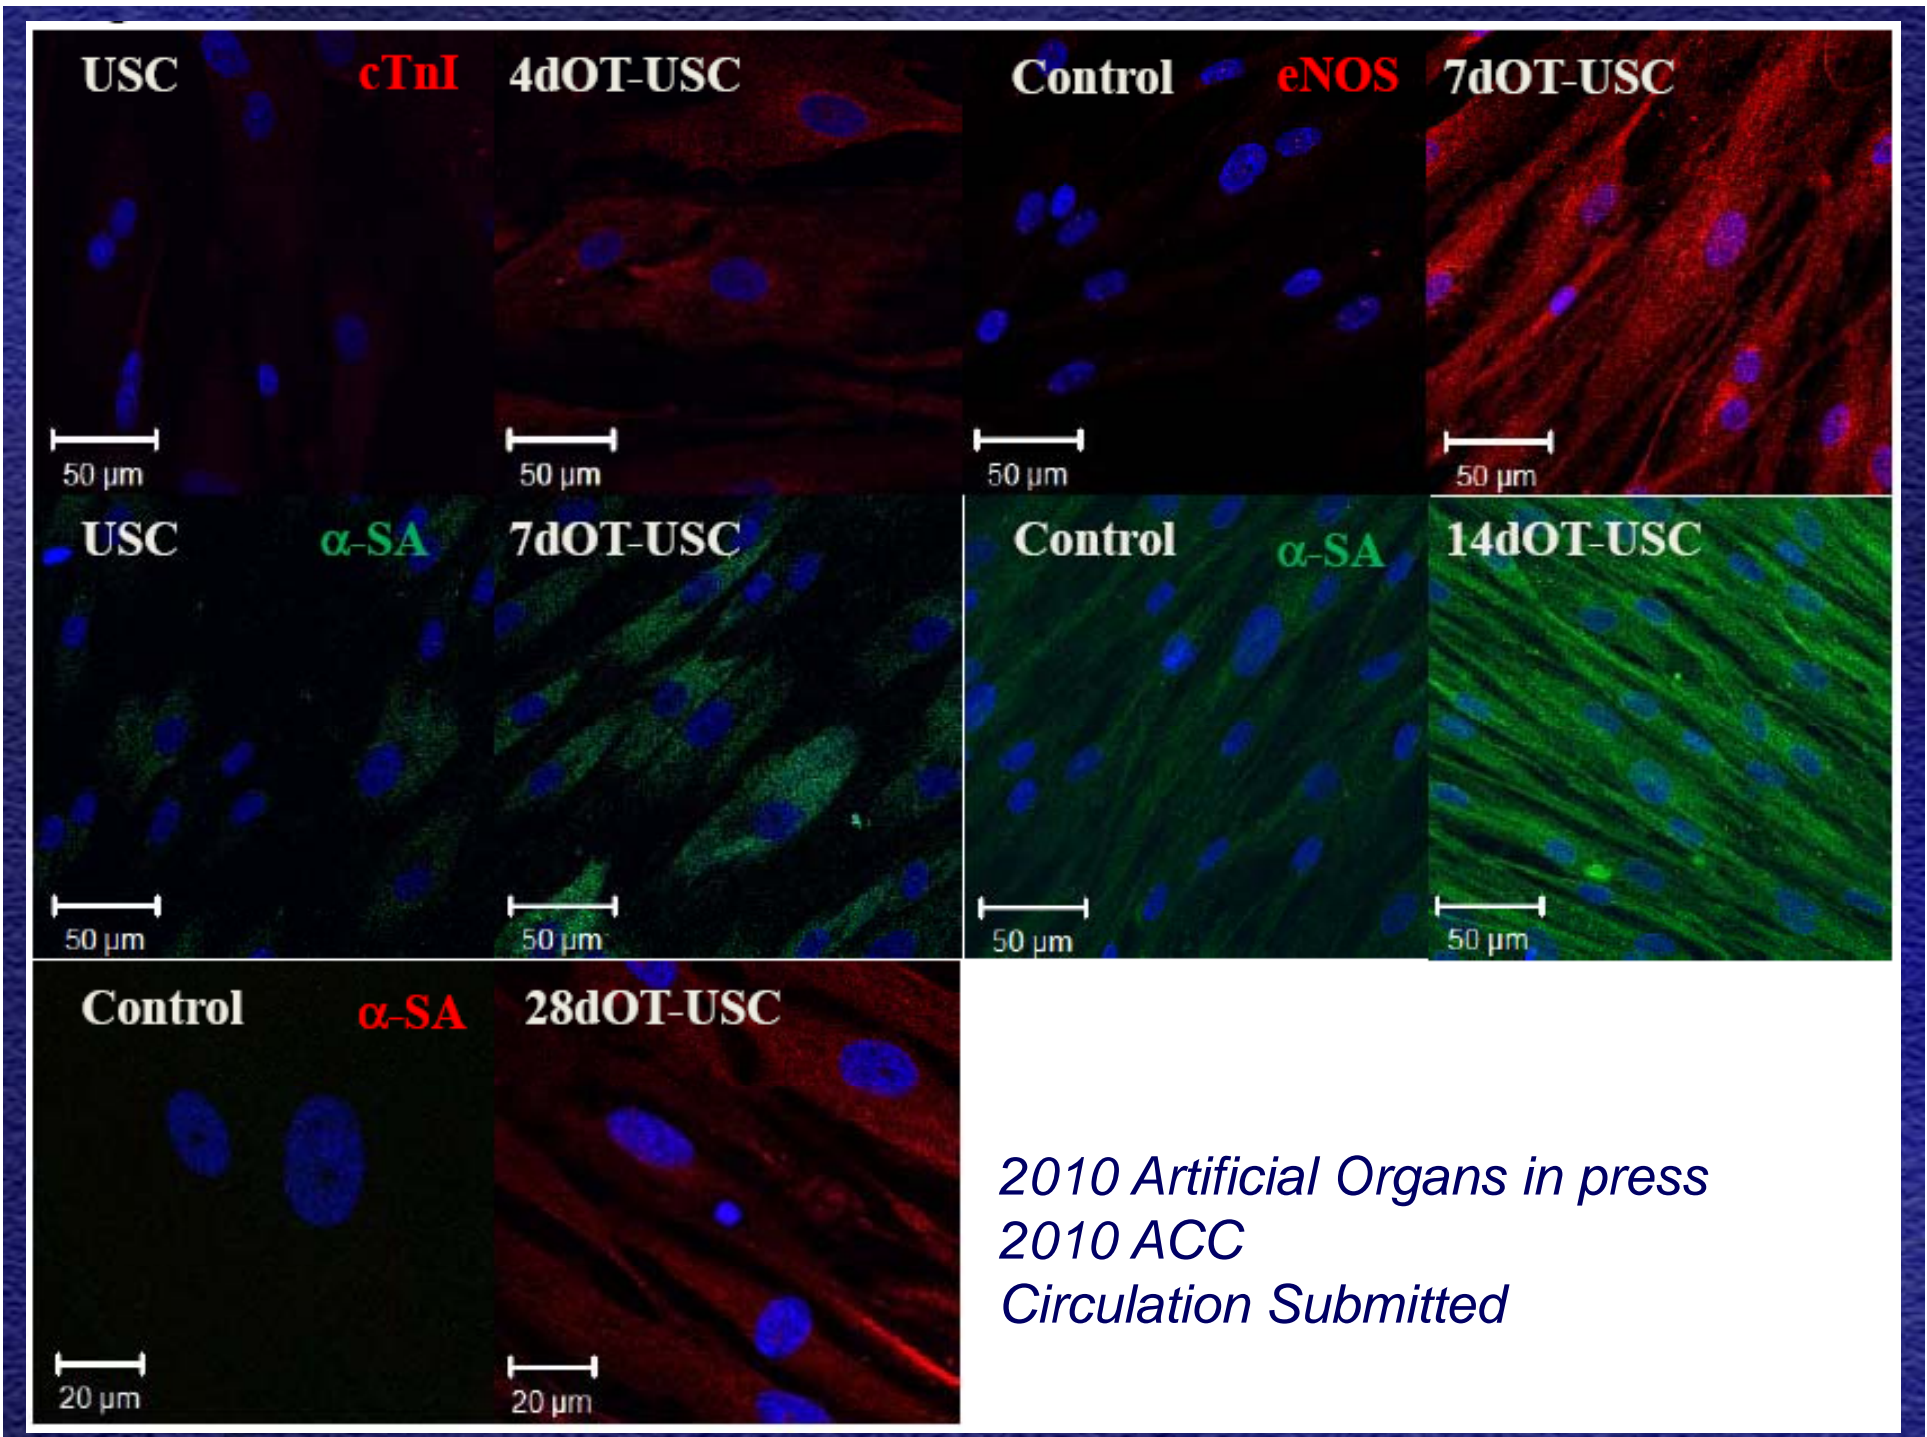 USC cTnI 4dOT-USC Control eNOS 7dOT-USC
50 µm 50 µm 50 µm 50 µm
USC α-SA 7dOT-USC Control α-SA 14dOT-USC
50 µm 50 µm 50 µm 50 µm
Control α-SA 28dOT-USC
2010 Artificial Organs in press
2010 ACC
Circulation Submitted
20 µm 20 µm